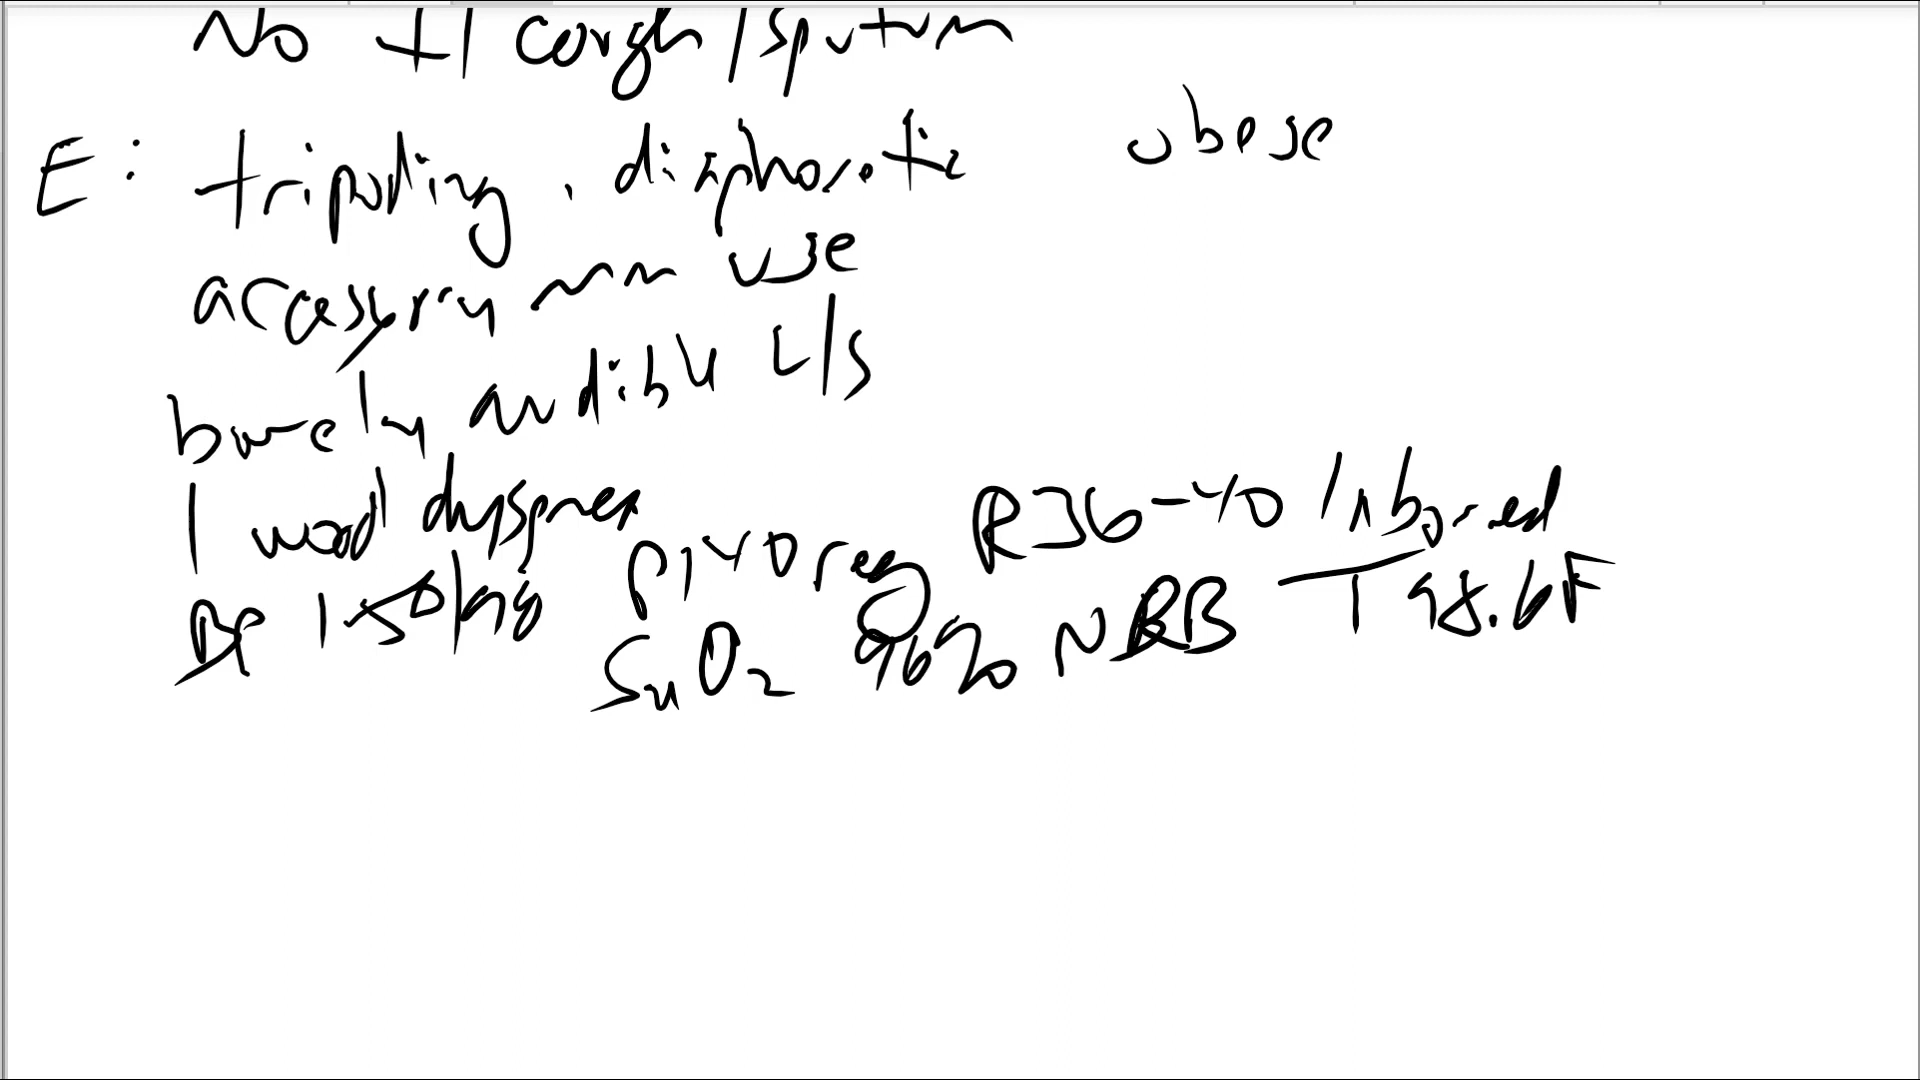 No +/ cough/sputum
E: tripoding, diaphoretic obese
accessory mm use
barely audible L/S
1 word dyspnea
BP 150/98 P140 reg R36-40 labored
SaO2 96% NRB T 98.6F